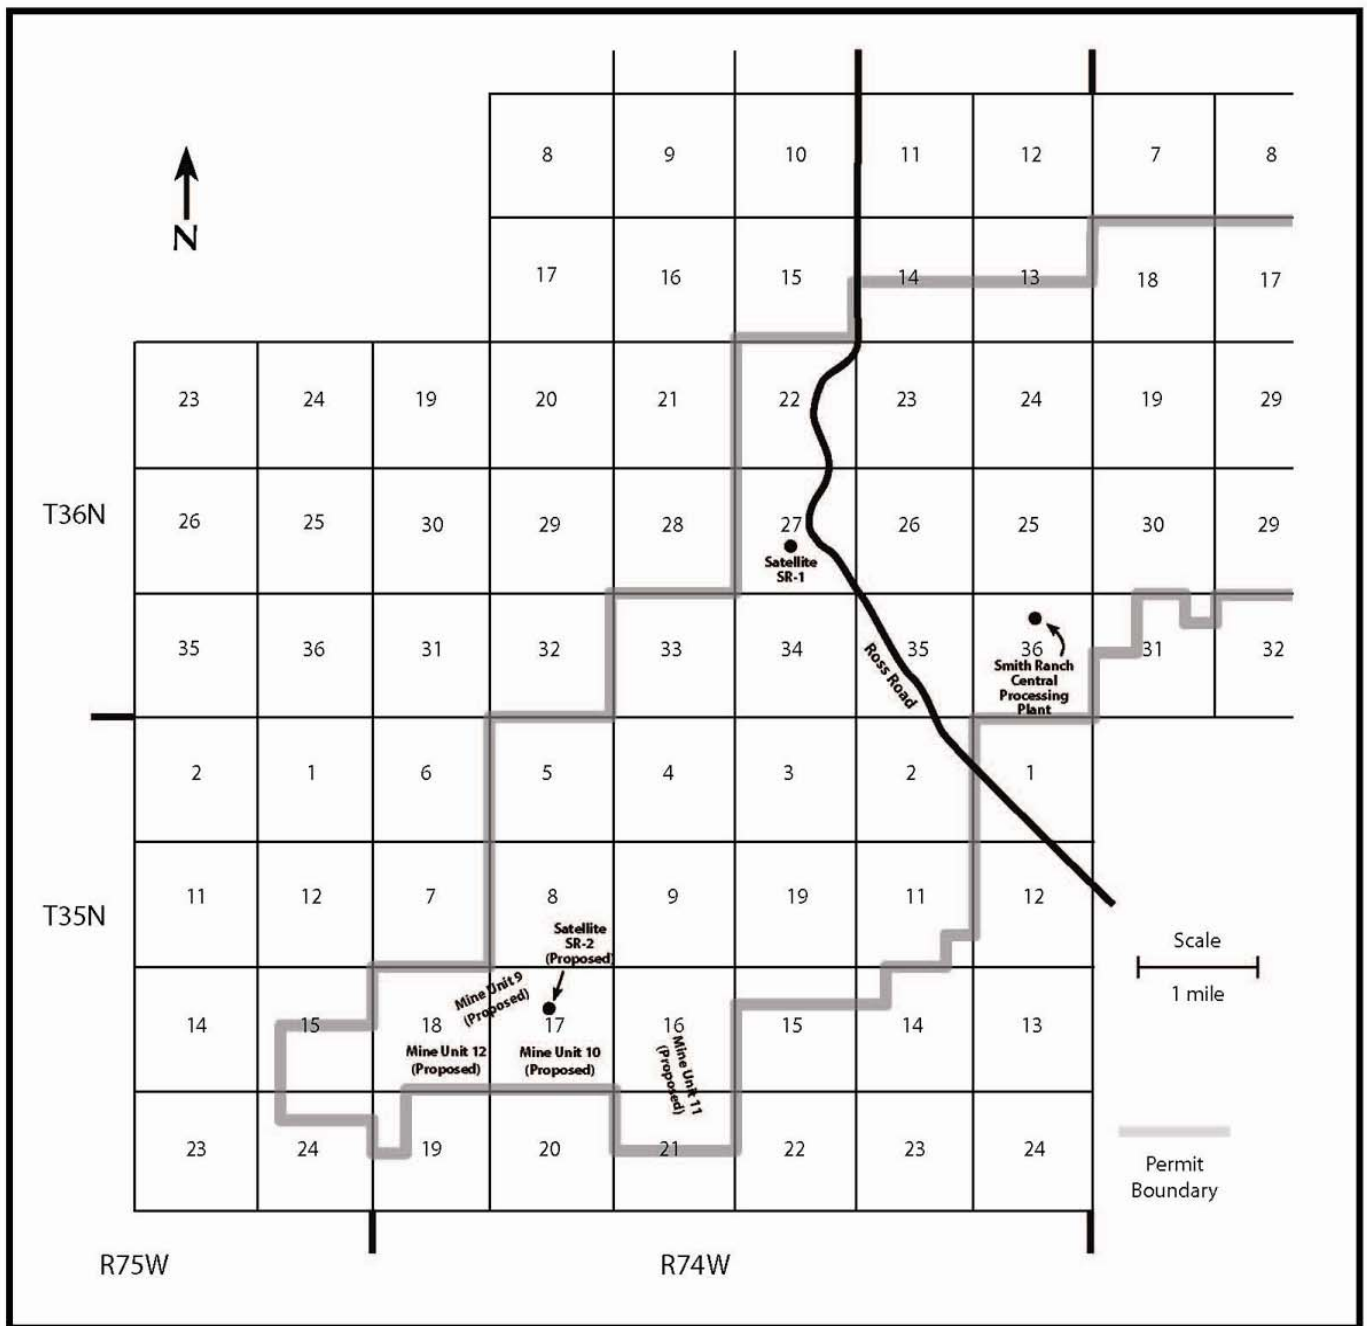 8 9 10 11 12 7 8
N
17 16 15 14 13 18 17
23 24 19 20 21 22 23 24 19 29
T36N
26 25 30 29 28 27 26 25 30 29
Satellite
SR-1
35 36 31 32 33 34 35 36 31 32
Ross Road
Smith Ranch
Central
Processing
Plant
2 1 6 5 4 3 2 1
T35N
11 12 7 8 9 19 11 12
Satellite
SR-2
(Proposed)
Scale
1 mile
Mine Unit 9
(Proposed)
14 15 18 17 16 15 14 13
Mine Unit 12
(Proposed)
Mine Unit 10
(Proposed)
Mine Unit 11
(Proposed)
23 24 19 20 21 22 23 24
Permit
Boundary
R75W R74W